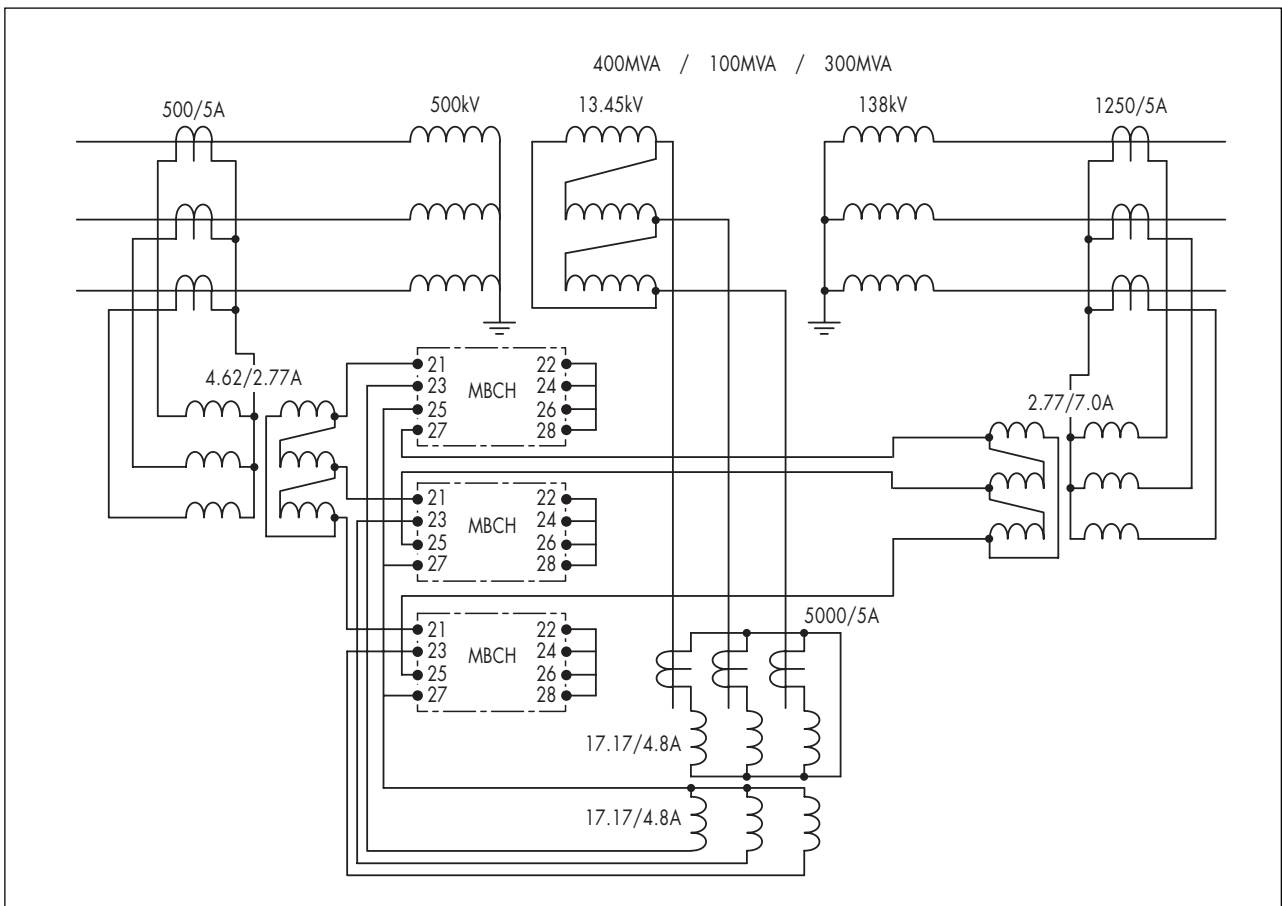 400MVA / 100MVA / 300MVA
500/5A
500kV
13.45kV
138kV
1250/5A
4.62/2.77A
2.77/7.0A
21 22
23 MBCH 24
25 26
27 28
21 22
23 MBCH 24
25 26
27 28
21 22
23 MBCH 24
25 26
27 28
5000/5A
17.17/4.8A
17.17/4.8A